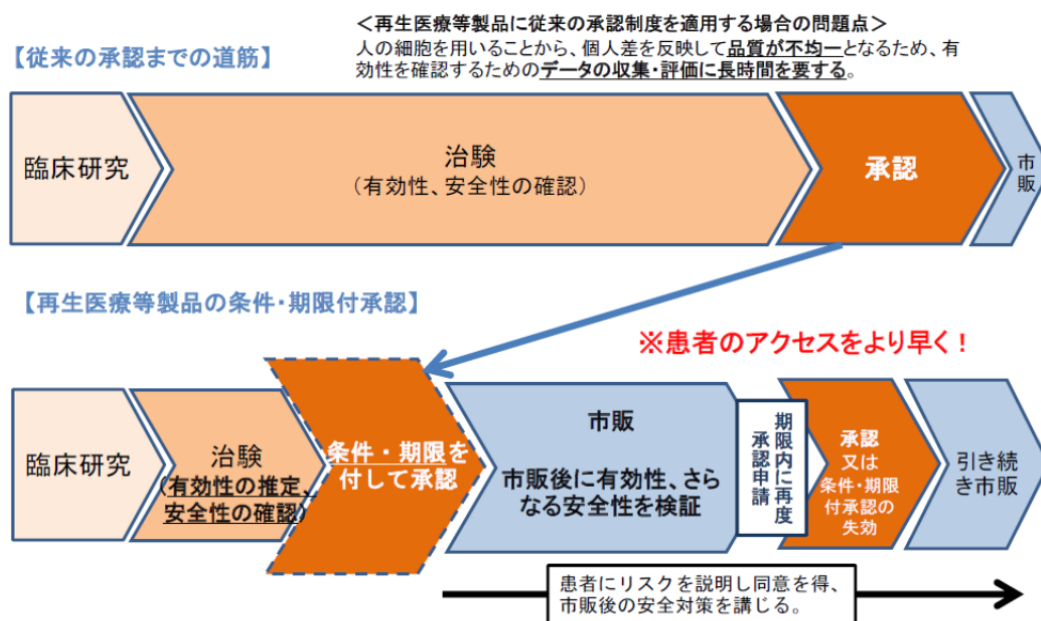 <再生医療等製品に従来の承認制度を適用する場合の問題点>
人の細胞を用いることから、個人差を反映して品質が不均一となるため、有
効性を確認するためのデータの収集・評価に長時間を要する。
【従来の承認までの道筋】
臨床研究
治験
(有効性、安全性の確認)
承認
市
販
【再生医療等製品の条件・期限付承認】
※患者のアクセスをより早く!
臨床研究
治験
(有効性の推定、
安全性の確認)
条件・期限を
付して承認
市販
市販後に有効性、さら
なる安全性を検証
期限内に再度
承認申請
承認
又は
条件・期限
付承認の
失効
引き続
き市販
患者にリスクを説明し同意を得、
市販後の安全対策を講じる。